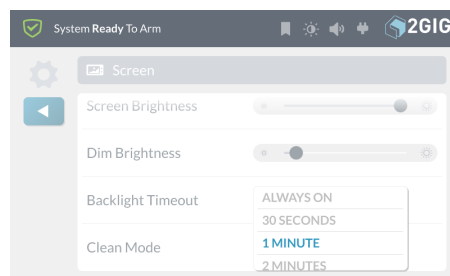 System Ready To Arm
2GIG
Screen
Screen Brightness
Dim Brightness
Backlight Timeout
ALWAYS ON
30 SECONDS
1 MINUTE
2 MINUTES
Clean Mode